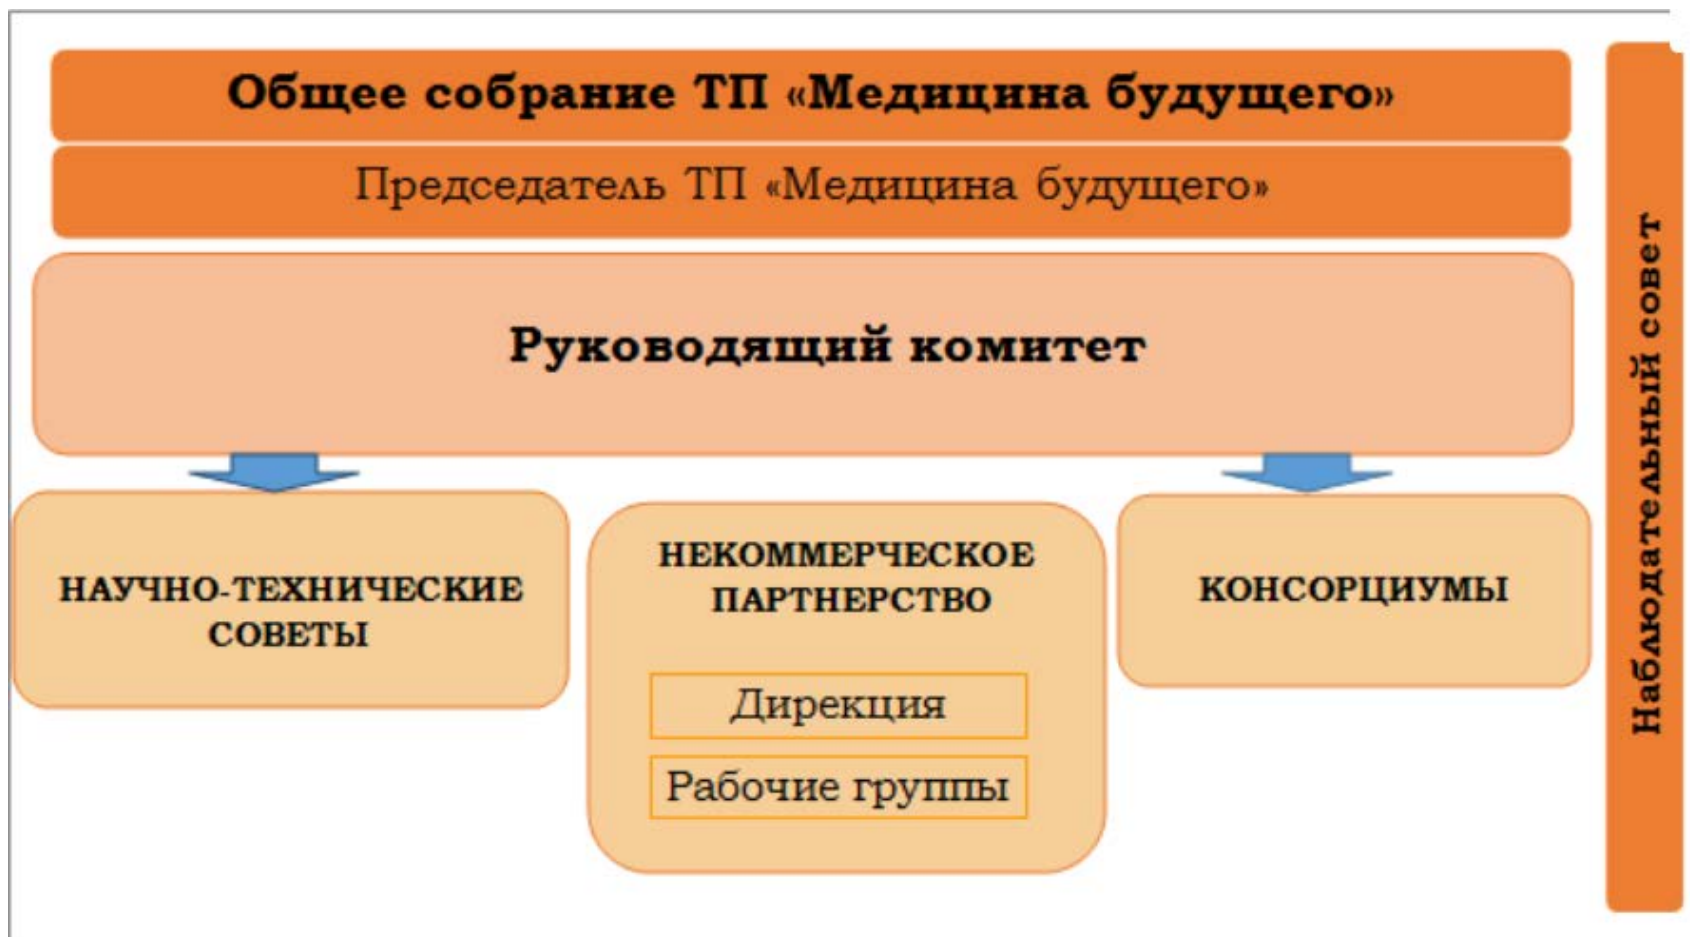 Общее собрание ТП «Медицина будущего»
Председатель ТП «Медицина будущего»
Руководящий комитет
НАУЧНО-ТЕХНИЧЕСКИЕ
СОВЕТЫ
НЕКОММЕРЧЕСКОЕ
ПАРТНЕРСТВО
Дирекция
Рабочие группы
КОНСОРЦИУМЫ
Наблюдательный совет